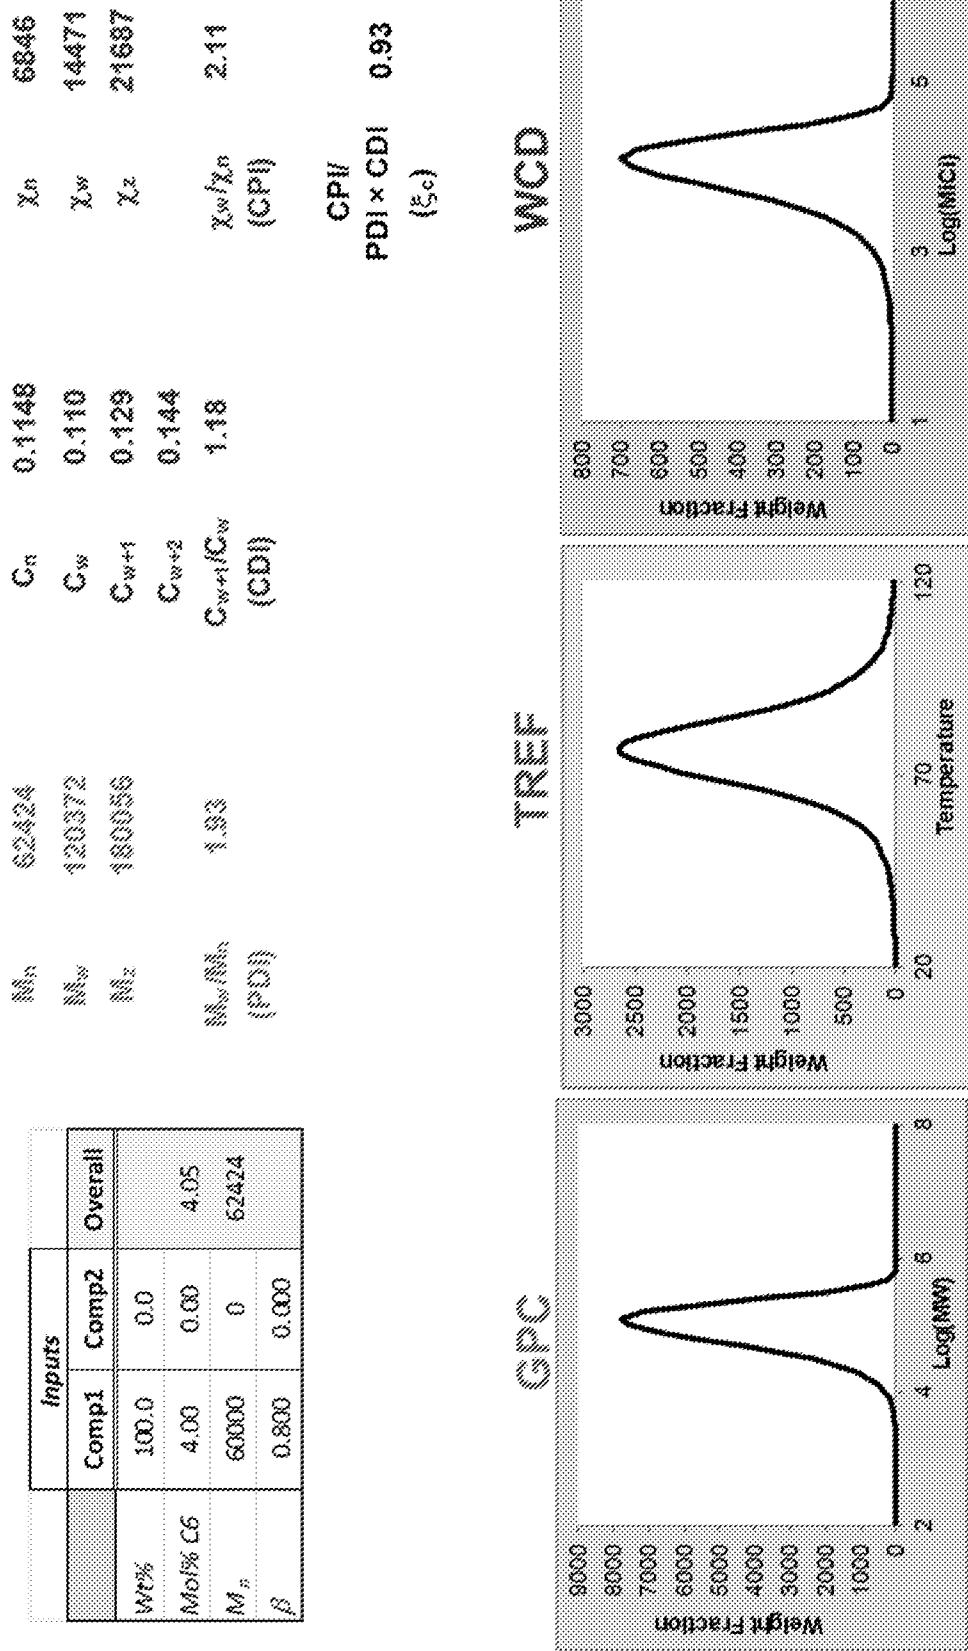 Inputs
Comp1 Comp2 Overall
Wt% 100.0 0.0
Mol% C6 4.00 0.00 4.05
Mn 60000 0 62424
β 0.800 0.000
Mn 62424
Mw 120372
Mz 180056
Mw/Mn 1.93
(PDI)
Cn 0.1148
Cw 0.110
Cw+1 0.129
Cw+2 0.144
Cw+1/Cw 1.18
(CDI)
χn 6846
χw 14471
χz 21687
χw/χn 2.11
(CPI)
CPI/
PDI × CDI 0.93
(ξc)
GPC
Weight Fraction
9000
8000
7000
6000
5000
4000
3000
2000
1000
0
2 4 6 8
Log(MW)
TREF
Weight Fraction
3000
2500
2000
1500
1000
500
0
20 70 120
Temperature
WCD
Weight Fraction
800
700
600
500
400
300
200
100
0
1 3 5
Log(MiCi)